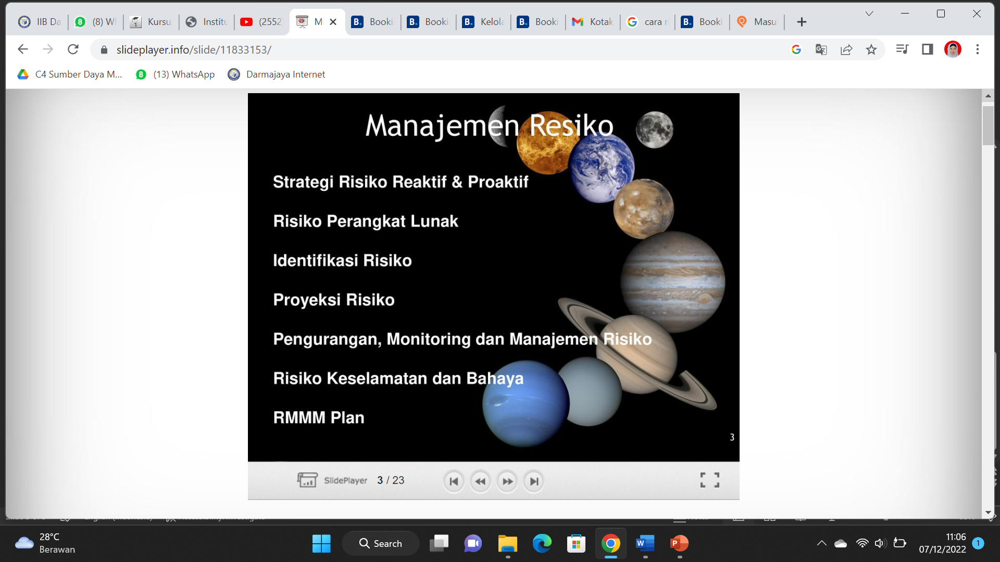 IIB Da
(8) W
Kursu
Institu
(2552
M
Booki
Booki
Kelola
Booki
Kotak
cara
Booki
Masu
slideplayer.info/slide/11833153/
C4 Sumber Daya M...
(13) WhatsApp
Darmajaya Internet
Manajemen Resiko
Strategi Risiko Reaktif & Proaktif
Risiko Perangkat Lunak
Identifikasi Risiko
Proyeksi Risiko
Pengurangan, Monitoring dan Manajemen Risiko
Risiko Keselamatan dan Bahaya
RMMM Plan
3
SlidePlayer 3 / 23
28°C
Berawan
Search
11:06
07/12/2022
1